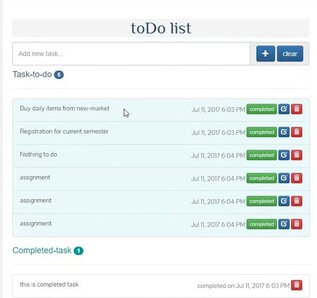 toDo list
Add new task...
+ clear
Task-to-do 6
Buy daily items from new-market Jul 11, 2017 6:03 PM completed
Registration for current semester Jul 11, 2017 6:03 PM completed
Nothing to do Jul 11, 2017 6:04 PM completed
assgnment Jul 11, 2017 6:04 PM completed
assignment Jul 11, 2017 6:04 PM completed
assignment. Jul 11, 2017 6:04 PM completed
Completed-task 1
this is completed task completed on Jul 11, 2017 6:03 PM